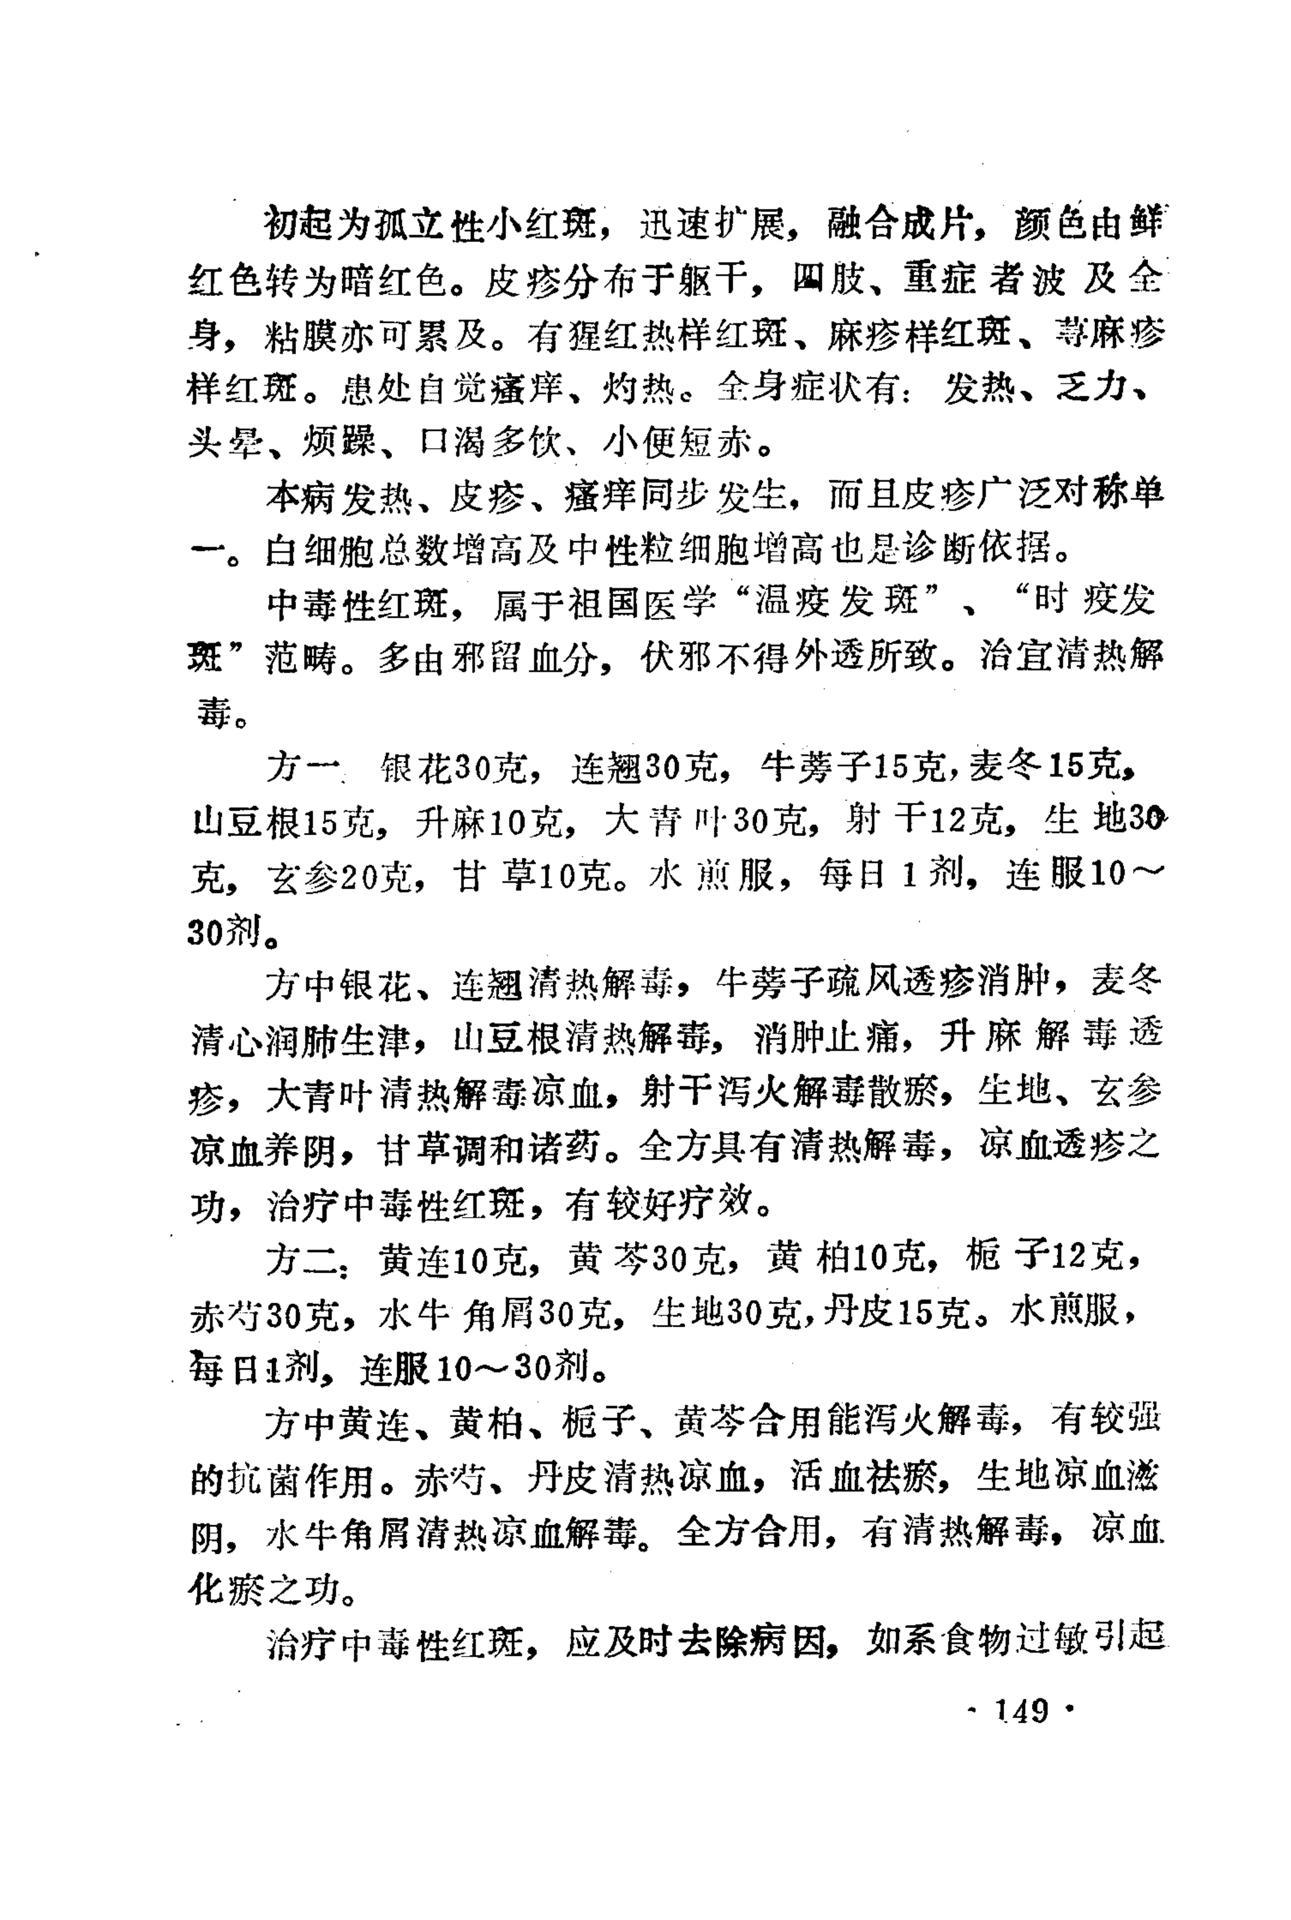 初起为孤立性小红斑，迅速扩展，融合成片，颜色由鲜
红色转为暗红色。皮疹分布于躯干，四肢、重症者波及全
身，粘膜亦可累及。有猩红热样红斑、麻疹样红斑、荨麻疹
样红斑。患处自觉瘙痒、灼热。全身症状有：发热、乏力、
头晕、烦躁、口渴多饮、小便短赤。
本病发热、皮疹、瘙痒同步发生，而且皮疹广泛对称单
一。白细胞总数增高及中性粒细胞增高也是诊断依据。
中毒性红斑，属于祖国医学“温疫发斑”、“时疫发
斑”范畴。多由邪留血分，伏邪不得外透所致。治宜清热解
毒。
方一 银花30克，连翘30克，牛蒡子15克，麦冬15克，
山豆根15克，升麻10克，大青叶30克，射干12克，生地30
克，玄参20克，甘草10克。水煎服，每日1剂，连服10～
30剂。
方中银花、连翘清热解毒，牛蒡子疏风透疹消肿，麦冬
清心润肺生津，山豆根清热解毒，消肿止痛，升麻解毒透
疹，大青叶清热解毒凉血，射干泻火解毒散瘀，生地、玄参
凉血养阴，甘草调和诸药。全方具有清热解毒，凉血透疹之
功，治疗中毒性红斑，有较好疗效。
方二：黄连10克，黄芩30克，黄柏10克，栀子12克，
赤芍30克，水牛角屑30克，生地30克，丹皮15克。水煎服，
每日1剂，连服10～30剂。
方中黄连、黄柏、栀子、黄芩合用能泻火解毒，有较强
的抗菌作用。赤芍、丹皮清热凉血，活血祛瘀，生地凉血滋
阴，水牛角屑清热凉血解毒。全方合用，有清热解毒，凉血
化瘀之功。
治疗中毒性红斑，应及时去除病因，如系食物过敏引起
·149·